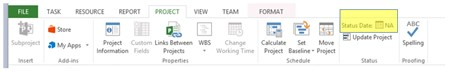 FILE TASK RESOURCE REPORT PROJECT VIEW TEAM FORMAT
Subproject
Store
My Apps
Project Information
Custom Fields
Links Between Projects
WBS
Change Working Time
Calculate Project
Set Baseline
Move Project
Status Date: NA
Update Project
ABC
Spelling
Insert Add-ins Properties Schedule Status Proofing